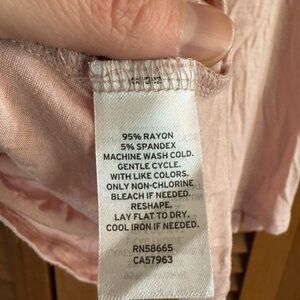 95% RAYON
5% SPANDEX
MACHINE WASH COLD.
GENTLE CYCLE.
WITH LIKE COLORS.
ONLY NON-CHLORINE
BLEACH IF NEEDED.
RESHAPE.
LAY FLAT TO DRY.
COOL IRON IF NEEDED.
RN58665
CA57963